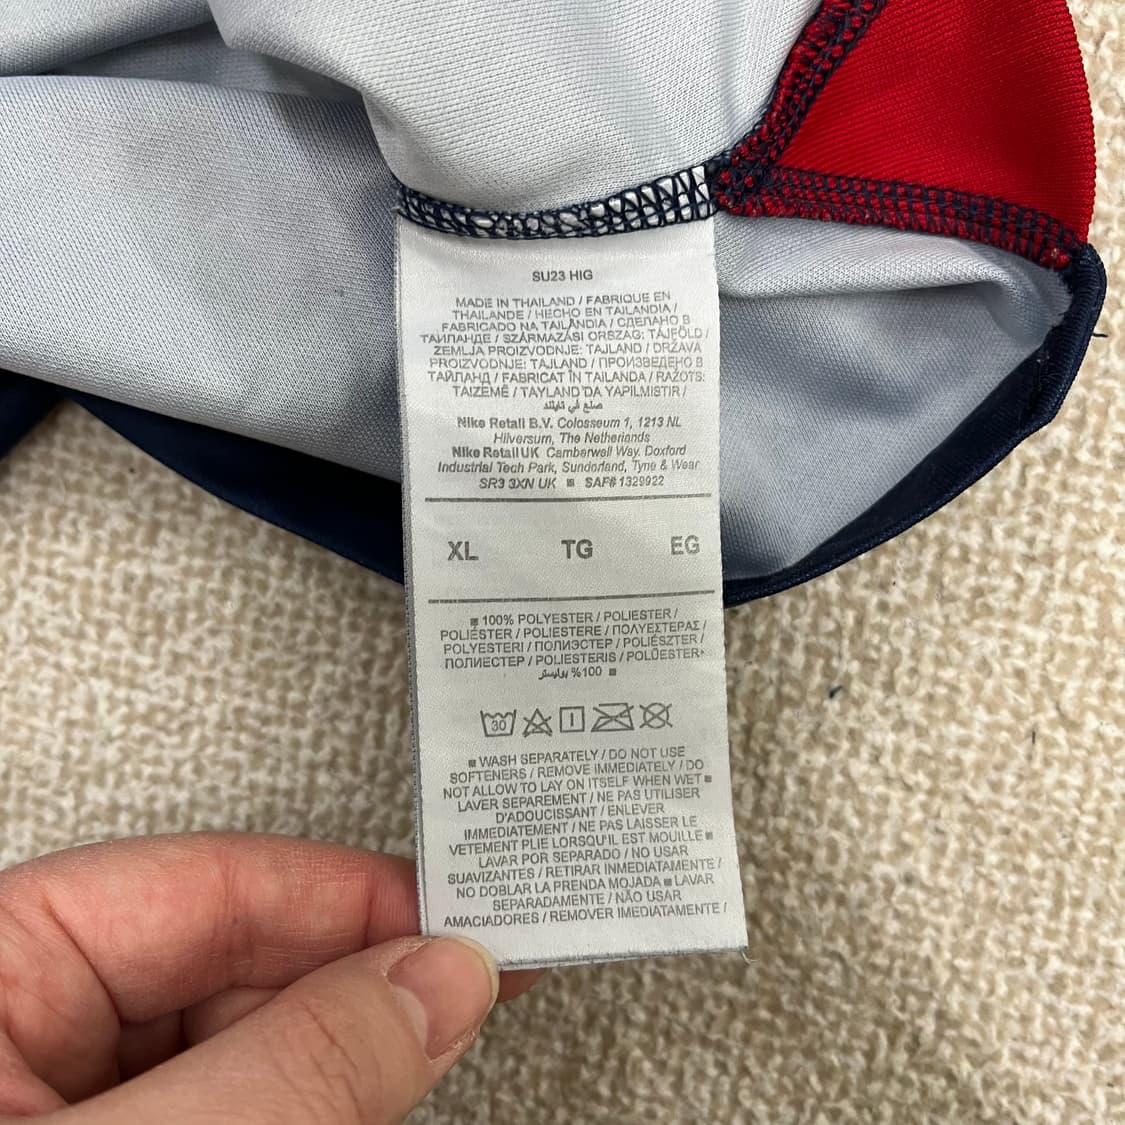 SU23 HIG
MADE IN THAILAND / FABRIQUE EN
THAILANDE / HECHO EN TAILANDIA /
FABRICADO NA TAILÂNDIA / СДЕЛАНО В
ТАИЛАНДЕ / SZÁRMAZÁSI ORSZÁG: TÁJFÖLD /
ZEMLJA PROIZVODNJE: TAJLAND / DRŽAVA
PROIZVODNJE: TAJLAND / ПРОИЗВЕДЕНО В
ТАЙЛАНД / FABRICAT ÎN TAILANDA / RAŽOTS:
TAIZEMĒ / TAYLAND'DA YAPILMISTIR /
صنع في تايلند
Nike Retail B.V. Colosseum 1, 1213 NL
Hilversum, The Netherlands
Nike Retail UK Camberwell Way, Doxford
Industrial Tech Park, Sunderland, Tyne & Wear
SR3 3XN UK ■ SAF# 1329922
XL TG EG
■ 100% POLYESTER / POLIESTER /
POLIÉSTER / POLIESTERE / ΠΟΛΥΕΣΤΕΡΑΣ /
POLYESTERI / ПОЛИЭСТЕР / POLIÉSZTER /
ПОЛИЕСТЕР / POLIESTERIS / POLÜESTER
100% بوليستر ■
30
■ WASH SEPARATELY / DO NOT USE
SOFTENERS / REMOVE IMMEDIATELY / DO
NOT ALLOW TO LAY ON ITSELF WHEN WET ■
LAVER SEPAREMENT / NE PAS UTILISER
D'ADOUCISSANT / ENLEVER
IMMEDIATEMENT / NE PAS LAISSER LE
VETEMENT PLIE LORSQU'IL EST MOUILLE ■
LAVAR POR SEPARADO / NO USAR
SUAVIZANTES / RETIRAR INMEDIATAMENTE /
NO DOBLAR LA PRENDA MOJADA ■ LAVAR
SEPARADAMENTE / NÃO USAR
AMACIADORES / REMOVER IMEDIATAMENTE /